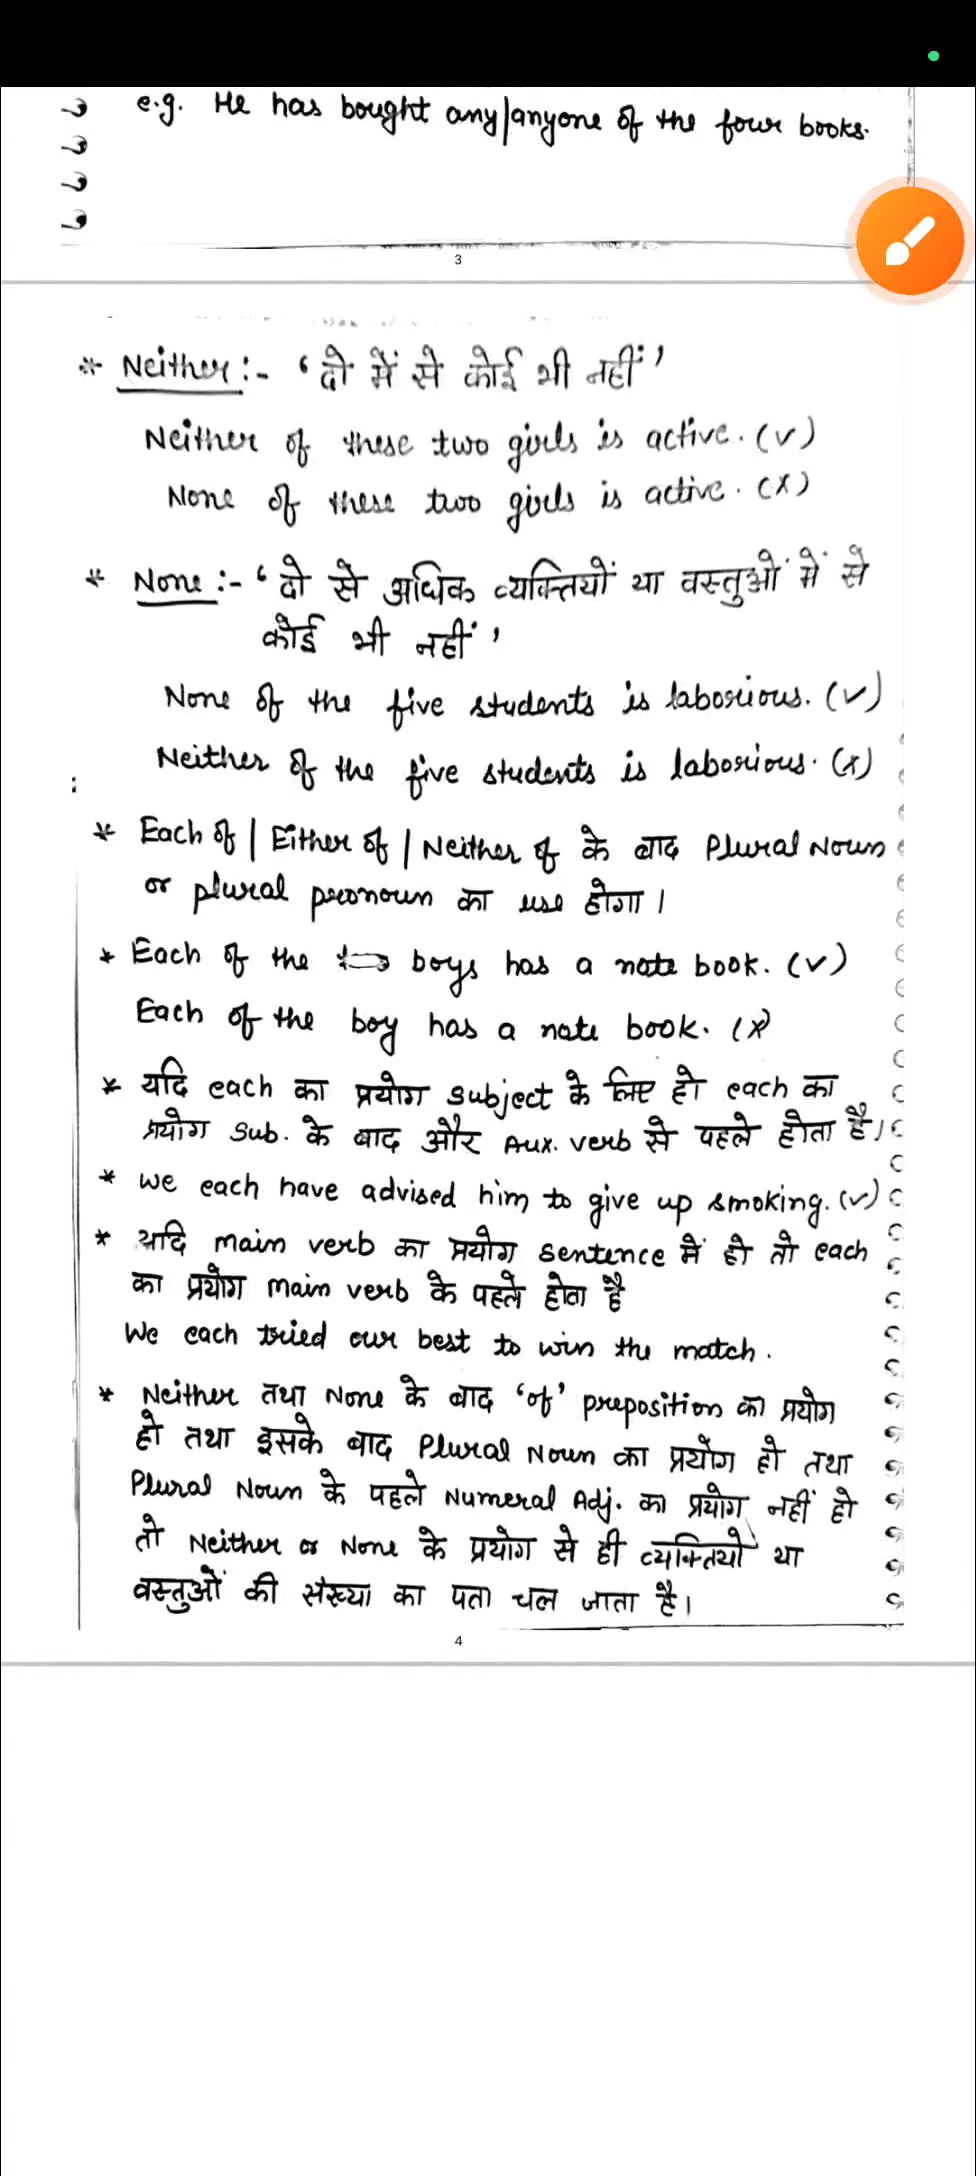 e.g. He has bought any/anyone of the four books.
3
* Neither :- ‘दो में से कोई भी नहीं’
Neither of these two girls is active. (✓)
None of these two girls is active. (X)
* None :- ‘दो से अधिक व्यक्तियों या वस्तुओं में से
कोई भी नहीं’
None of the five students is laborious. (✓)
Neither of the five students is laborious. (X)
* Each of / Either of / Neither of के बाद Plural Noun
or plural pronoun का use होगा।
* Each of the boys has a note book. (✓)
Each of the boy has a note book. (X)
* यदि each का प्रयोग subject के लिए हो each का
प्रयोग Sub. के बाद और Aux. verb से पहले होता है।
* We each have advised him to give up smoking. (✓)
* यदि main verb का प्रयोग sentence में हो तो each
का प्रयोग main verb के पहले होता है
We each tried our best to win the match.
* Neither तथा None के बाद ‘of’ preposition का प्रयोग
हो तथा इसके बाद Plural Noun का प्रयोग हो तथा
Plural Noun के पहले Numeral Adj. का प्रयोग नहीं हो
तो Neither or None के प्रयोग से ही व्यक्तियों या
वस्तुओं की संख्या का पता चल जाता है।
4